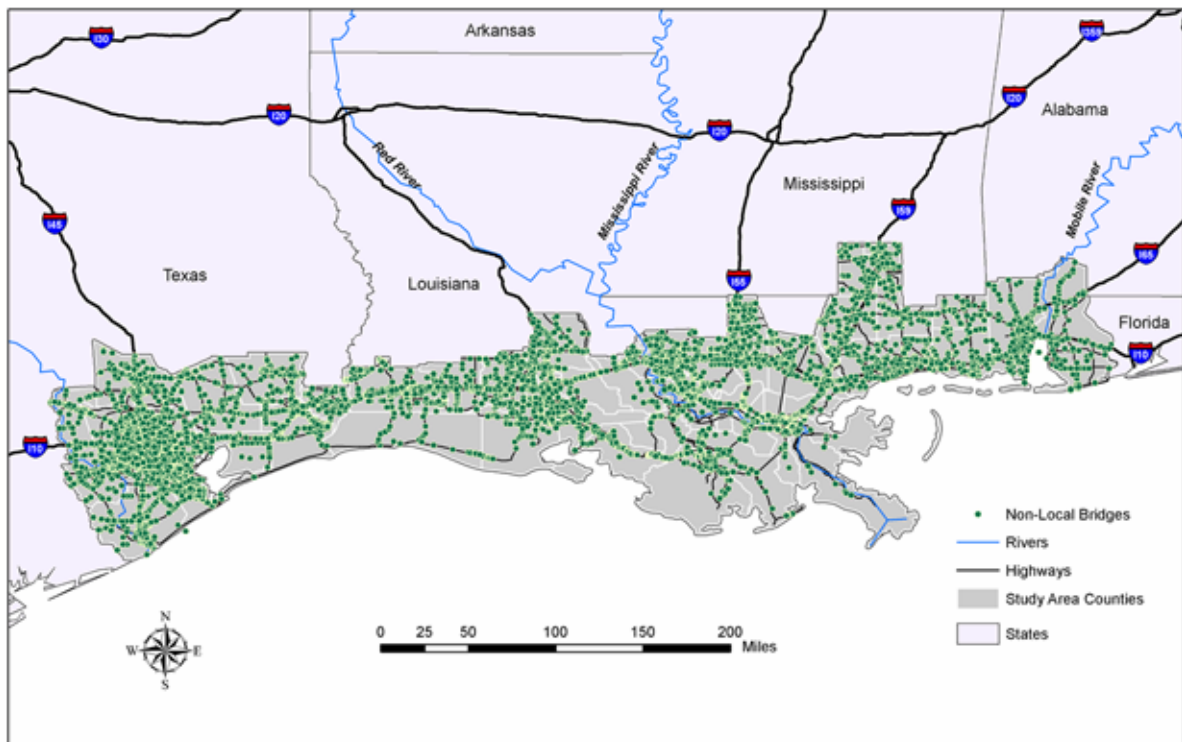 Arkansas
I30
I359
I20
Alabama
I20
I20
Red River
Mississippi River
Mississippi
Mobile River
I45
I59
I65
Texas
Louisiana
I55
Florida
I10
I10
Non-Local Bridges
Rivers
Highways
Study Area Counties
States
N
W E
S
0 25 50 100 150 200
Miles